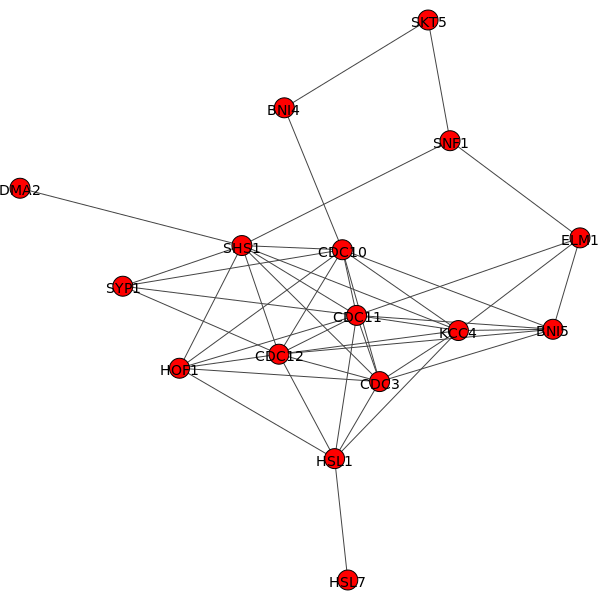 SKT5
BNI4
SNF1
DMA2
ELM1
SHS1
CDC10
SYP1
CDC11
KCC4
BNI5
CDC12
HOF1
CDC3
HSL1
HSL7